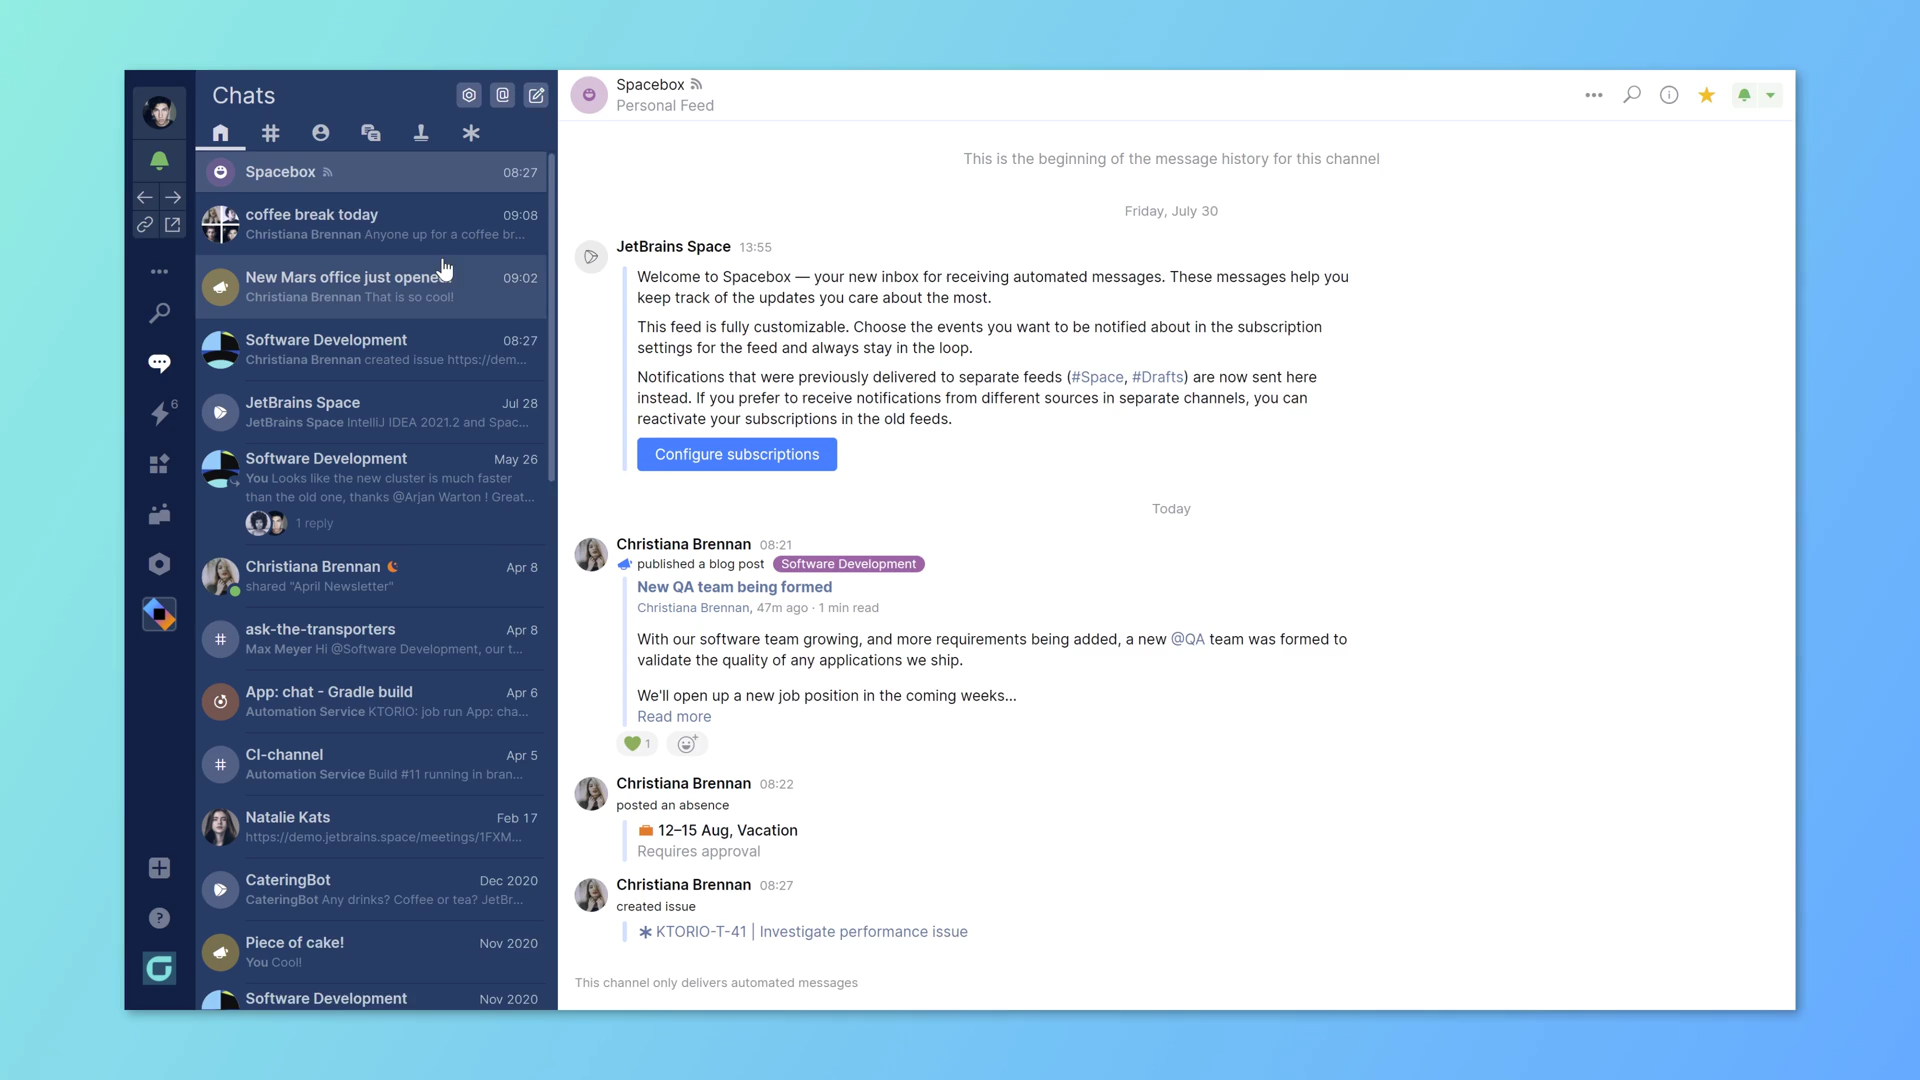 Chats
Spacebox 08:27
coffee break today 09:08
Christiana Brennan Anyone up for a coffee br...
New Mars office just opene 09:02
Christiana Brennan That is so cool!
Software Development 08:27
Christiana Brennan created issue https://dem...
JetBrains Space Jul 28
JetBrains Space IntelliJ IDEA 2021.2 and Spac...
6
Software Development May 26
You Looks like the new cluster is much faster
than the old one, thanks @Arjan Warton ! Great...
1 reply
Christiana Brennan Apr 8
shared "April Newsletter"
ask-the-transporters Apr 8
Max Meyer Hi @Software Development, our t...
App: chat - Gradle build Apr 6
Automation Service KTORIO: job run App: cha...
CI-channel Apr 5
Automation Service Build #11 running in bran...
Natalie Kats Feb 17
https://demo.jetbrains.space/meetings/1FXM...
CateringBot Dec 2020
CateringBot Any drinks? Coffee or tea? JetBr...
Piece of cake! Nov 2020
You Cool!
Software Development Nov 2020
Spacebox
Personal Feed
This is the beginning of the message history for this channel
Friday, July 30
JetBrains Space 13:55
Welcome to Spacebox — your new inbox for receiving automated messages. These messages help you
keep track of the updates you care about the most.
This feed is fully customizable. Choose the events you want to be notified about in the subscription
settings for the feed and always stay in the loop.
Notifications that were previously delivered to separate feeds (#Space, #Drafts) are now sent here
instead. If you prefer to receive notifications from different sources in separate channels, you can
reactivate your subscriptions in the old feeds.
Configure subscriptions
Today
Christiana Brennan 08:21
published a blog post Software Development
New QA team being formed
Christiana Brennan, 47m ago · 1 min read
With our software team growing, and more requirements being added, a new @QA team was formed to
validate the quality of any applications we ship.
We'll open up a new job position in the coming weeks...
Read more
1
Christiana Brennan 08:22
posted an absence
12–15 Aug, Vacation
Requires approval
Christiana Brennan 08:27
created issue
KTORIO-T-41 | Investigate performance issue
This channel only delivers automated messages